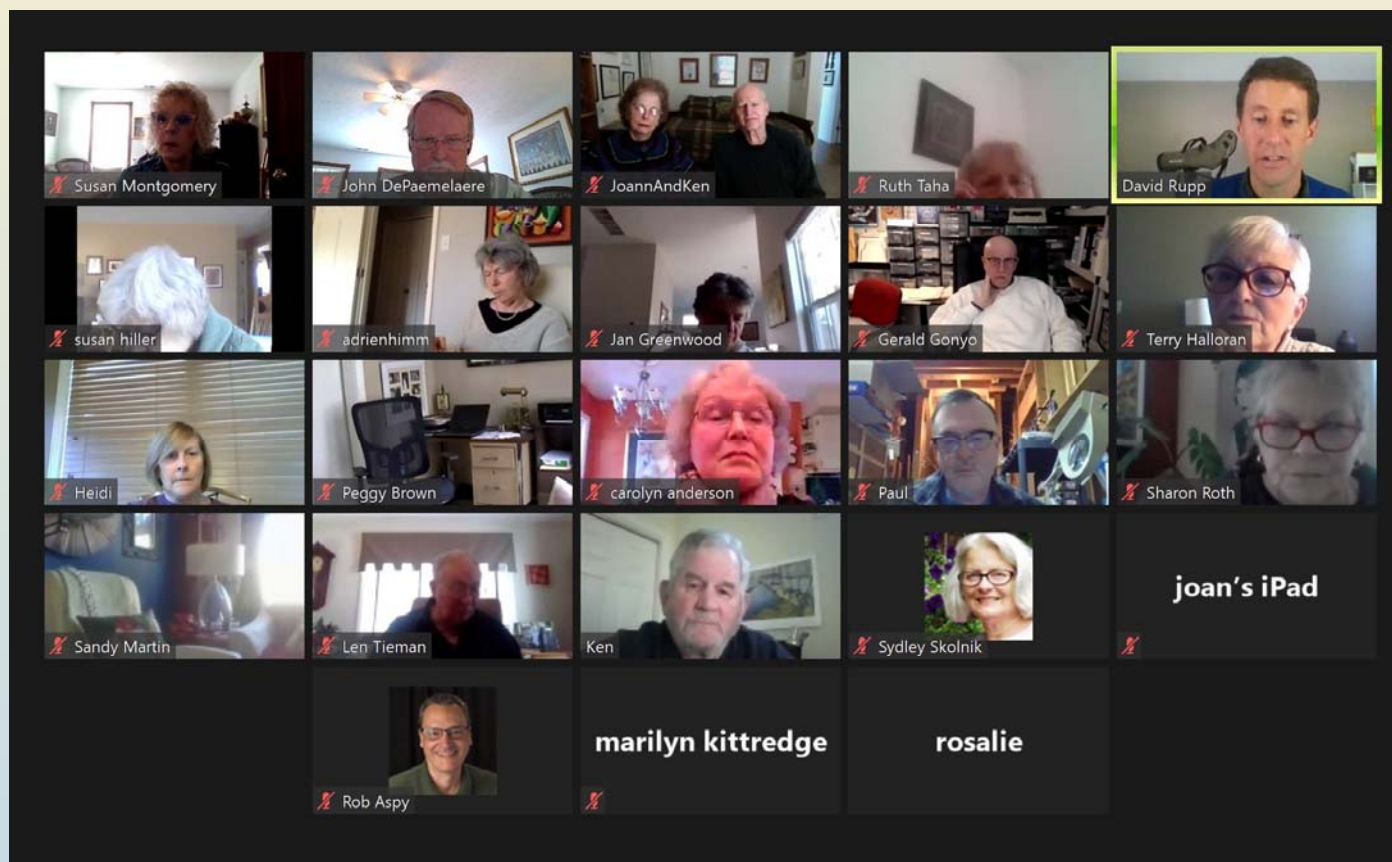 Susan Montgomery
John DePaemelaere
JoannAndKen
Ruth Taha
David Rupp
susan hiller
adrienhimm
Jan Greenwood
Gerald Gonyo
Terry Halloran
Heidi
Peggy Brown
carolyn anderson
Paul
Sharon Roth
Sandy Martin
Len Tieman
Ken
Sydley Skolnik
joan’s iPad
Rob Aspy
marilyn kittredge
rosalie